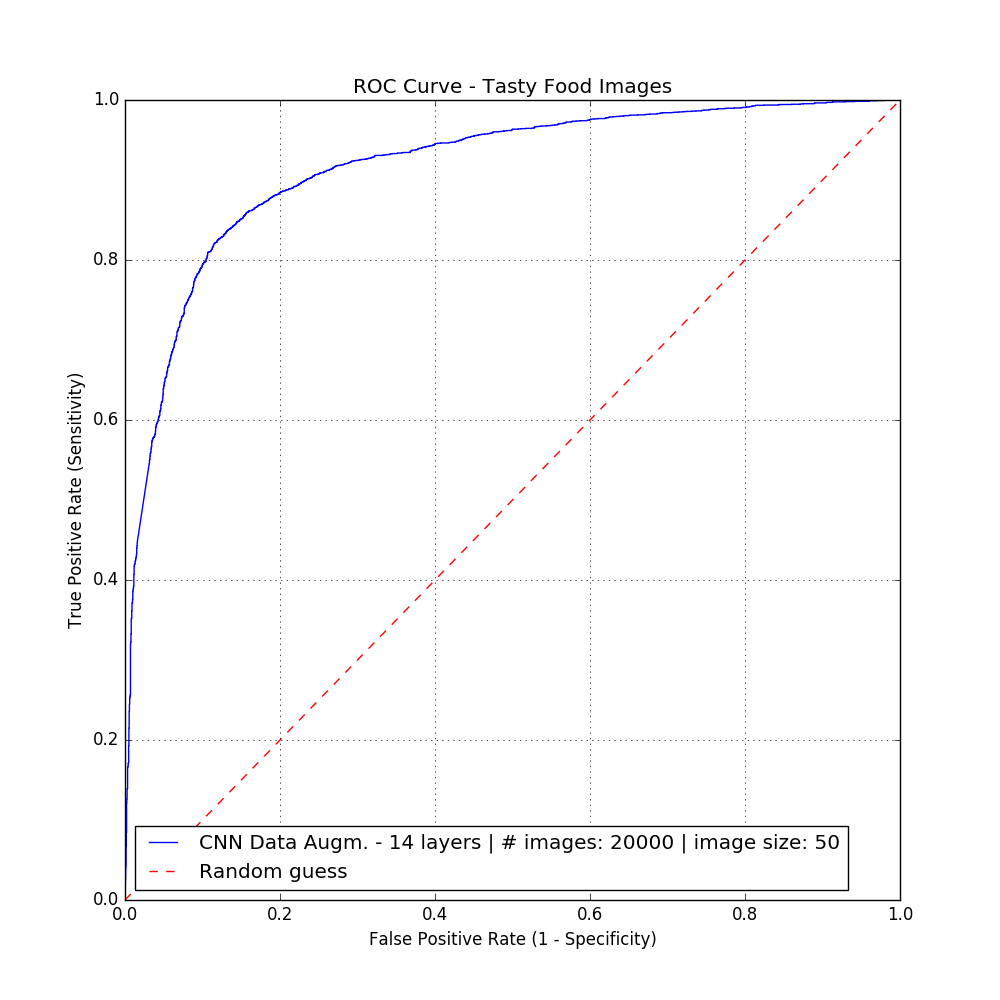 ROC Curve - Tasty Food Images
1.0
0.8
0.6
0.4
0.2
0.0
True Positive Rate (Sensitivity)
CNN Data Augm. - 14 layers | # images: 20000 | image size: 50
Random guess
0.0 0.2 0.4 0.6 0.8 1.0
False Positive Rate (1 - Specificity)